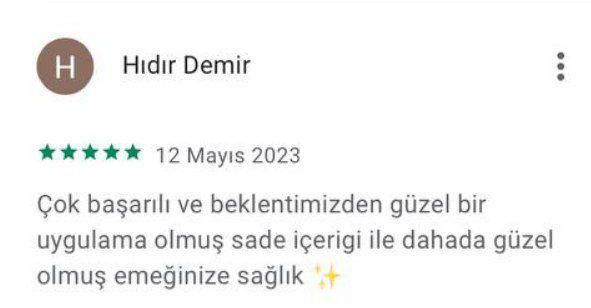 H
Hıdır Demir
12 Mayıs 2023
Çok başarılı ve beklentimizden güzel bir
uygulama olmuş sade içerigi ile dahada güzel
olmuş emeğinize sağlık ✨